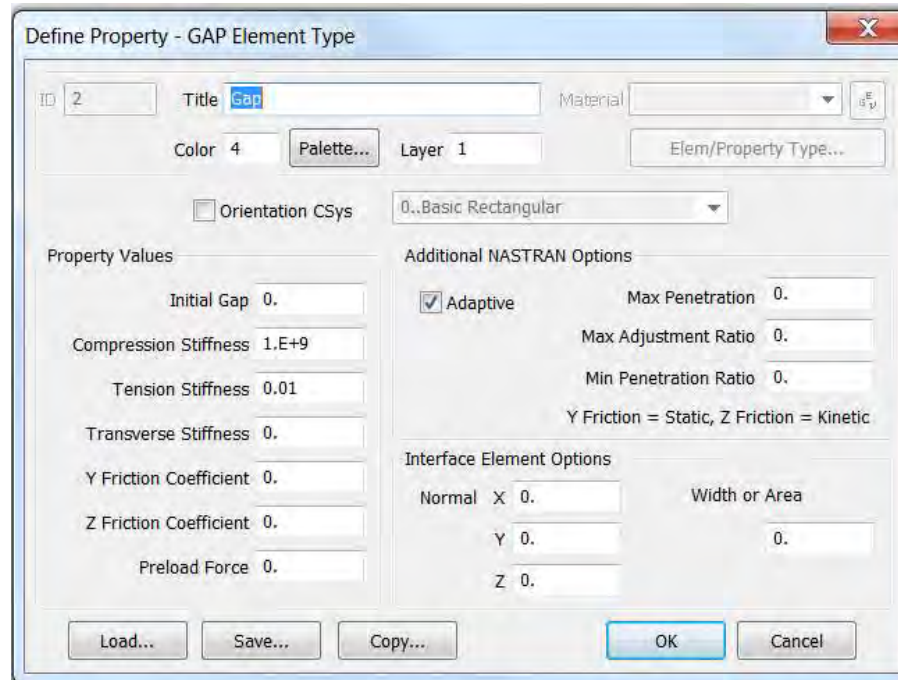 Define Property - GAP Element Type
X
ID 2 Title Gap Material
Color 4 Palette... Layer 1 Elem/Property Type...
Orientation CSys 0..Basic Rectangular
Property Values
Initial Gap 0.
Compression Stiffness 1.E+9
Tension Stiffness 0.01
Transverse Stiffness 0.
Y Friction Coefficient 0.
Z Friction Coefficient 0.
Preload Force 0.
Additional NASTRAN Options
Adaptive Max Penetration 0.
Max Adjustment Ratio 0.
Min Penetration Ratio 0.
Y Friction = Static, Z Friction = Kinetic
Interface Element Options
Normal X 0. Width or Area
Y 0. 0.
Z 0.
Load... Save... Copy... OK Cancel